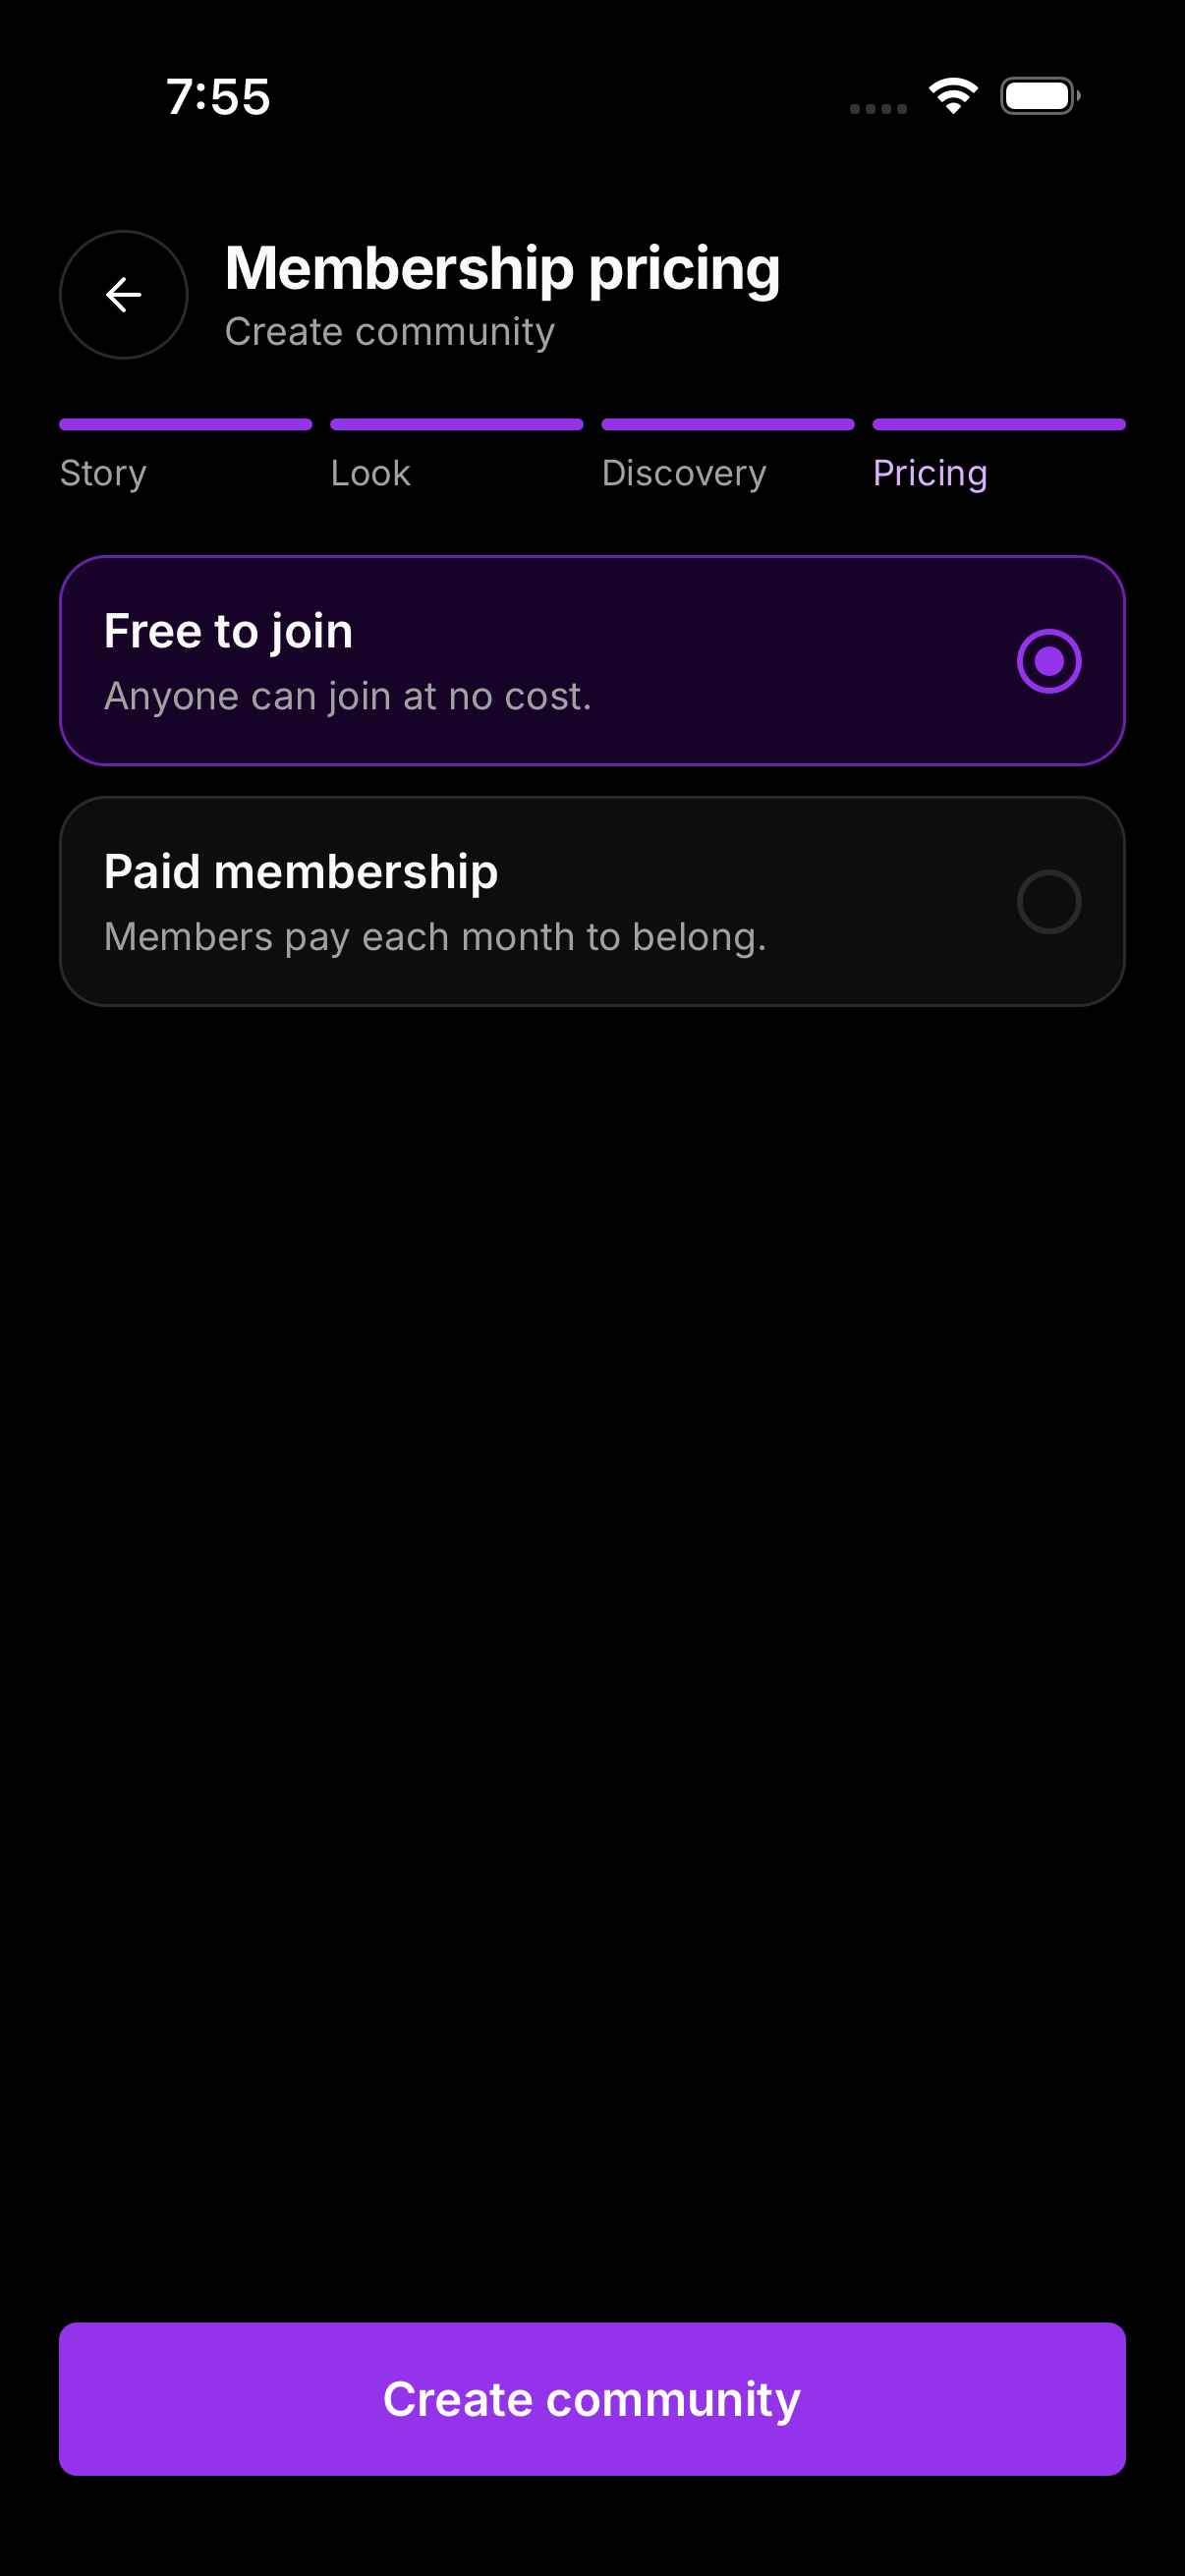 7:55
Membership pricing
Create community
Story
Look
Discovery
Pricing
Free to join
Anyone can join at no cost.
Paid membership
Members pay each month to belong.
Create community